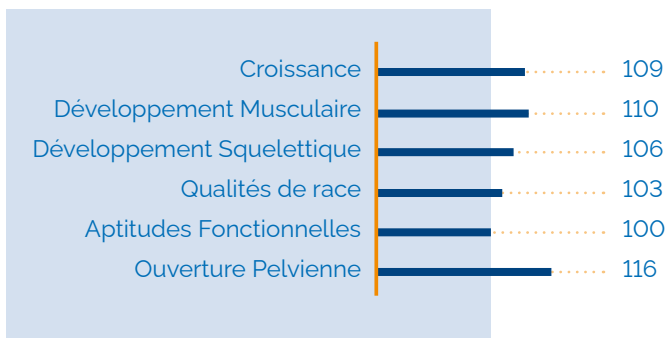 Croissance 109
Développement Musculaire 110
Développement Squelettique 106
Qualités de race 103
Aptitudes Fonctionnelles 100
Ouverture Pelvienne 116